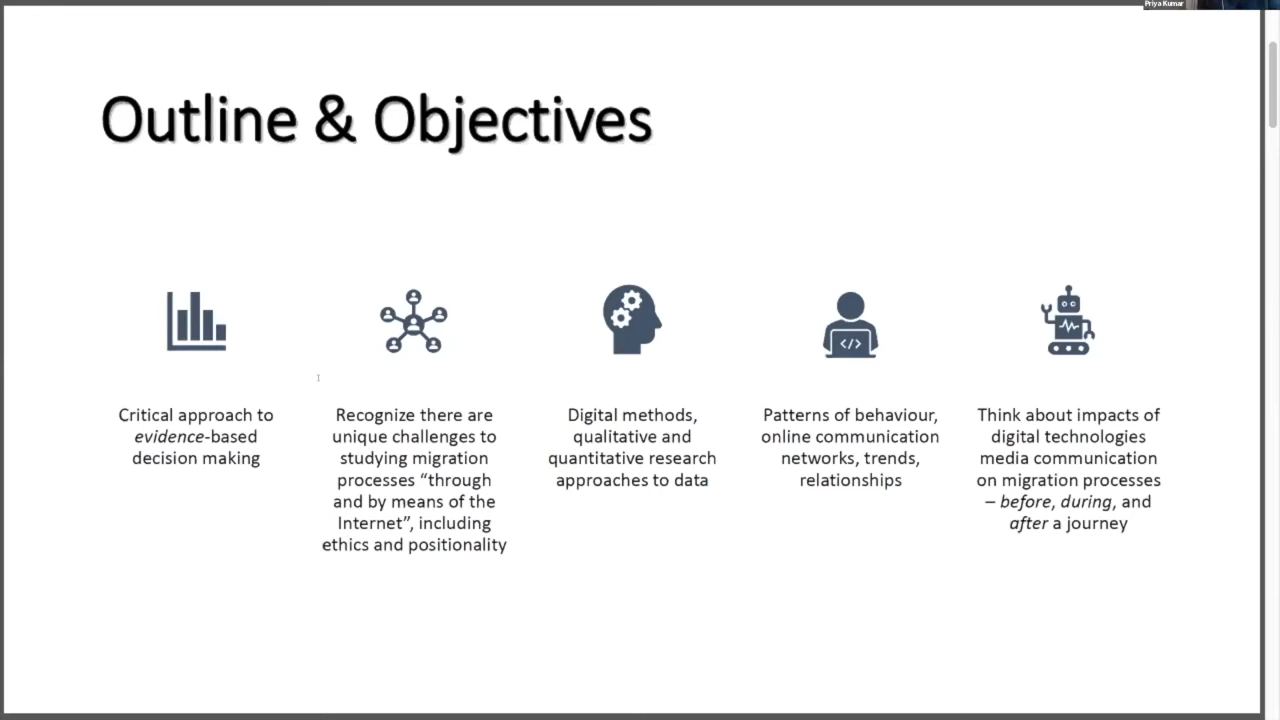 Priya Kumar
Outline & Objectives
Critical approach to
evidence-based
decision making
Recognize there are
unique challenges to
studying migration
processes “through
and by means of the
Internet”, including
ethics and positionality
Digital methods,
qualitative and
quantitative research
approaches to data
Patterns of behaviour,
online communication
networks, trends,
relationships
Think about impacts of
digital technologies
media communication
on migration processes
– before, during, and
after a journey